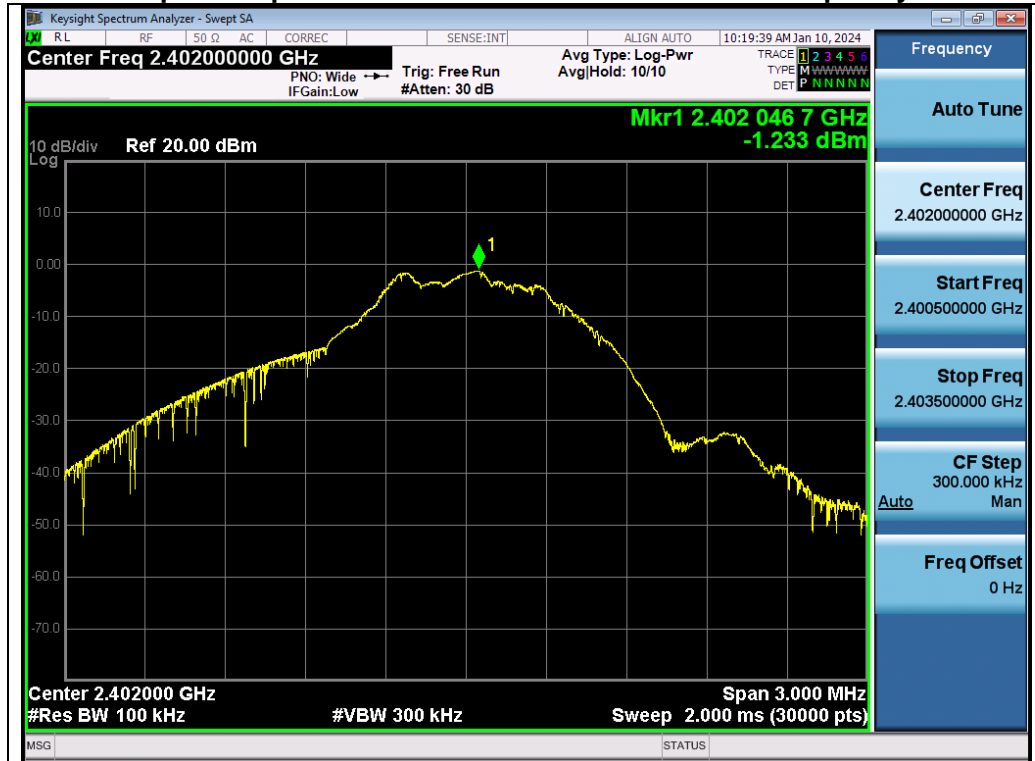 Keysight Spectrum Analyzer - Swept SA
LXI RL RF 50 Ω AC CORREC SENSE:INT ALIGN AUTO 10:19:39 AM Jan 10, 2024
Center Freq 2.402000000 GHz
PNO: Wide
IFGain:Low
Trig: Free Run
#Atten: 30 dB
Avg Type: Log-Pwr
Avg|Hold: 10/10
TRACE 1 2 3 4 5 6
TYPE M W W W W W
DET P N N N N N
Mkr1 2.402 046 7 GHz
-1.233 dBm
10 dB/div Ref 20.00 dBm
Log
1
10.0
0.00
-10.0
-20.0
-30.0
-40.0
-50.0
-60.0
-70.0
Center 2.402000 GHz Span 3.000 MHz
#Res BW 100 kHz #VBW 300 kHz Sweep 2.000 ms (30000 pts)
MSG STATUS
Frequency
Auto Tune
Center Freq
2.402000000 GHz
Start Freq
2.400500000 GHz
Stop Freq
2.403500000 GHz
CF Step
300.000 kHz
Auto Man
Freq Offset
0 Hz